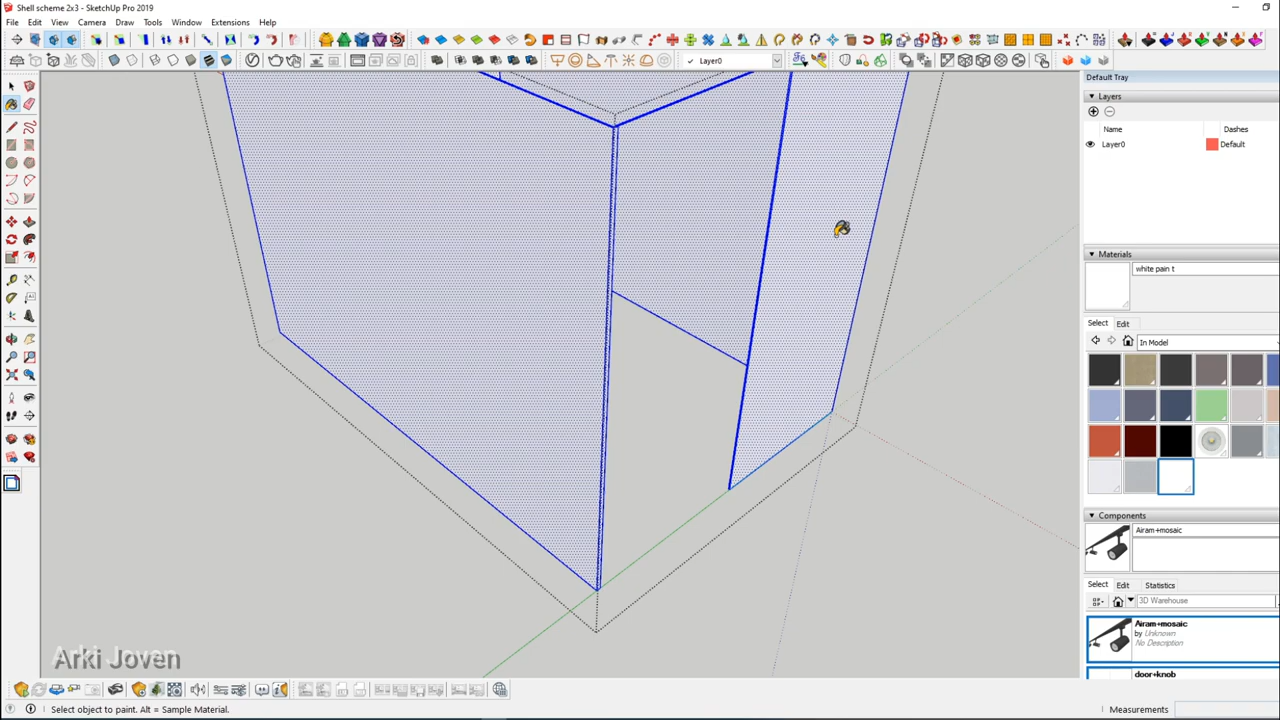 Shell scheme 2x3 - SketchUp Pro 2019
File Edit View Camera Draw Tools Window Extensions Help
Layer0
Default Tray
Layers
Name Dashes
Layer0 Default
Materials
white pain t
Select Edit
In Model
Components
Airam+mosaic
Select Edit Statistics
3D Warehouse
Airam+mosaic
by Unknown
No Description
door+knob
Arki Joven
Select object to paint. Alt = Sample Material.
Measurements